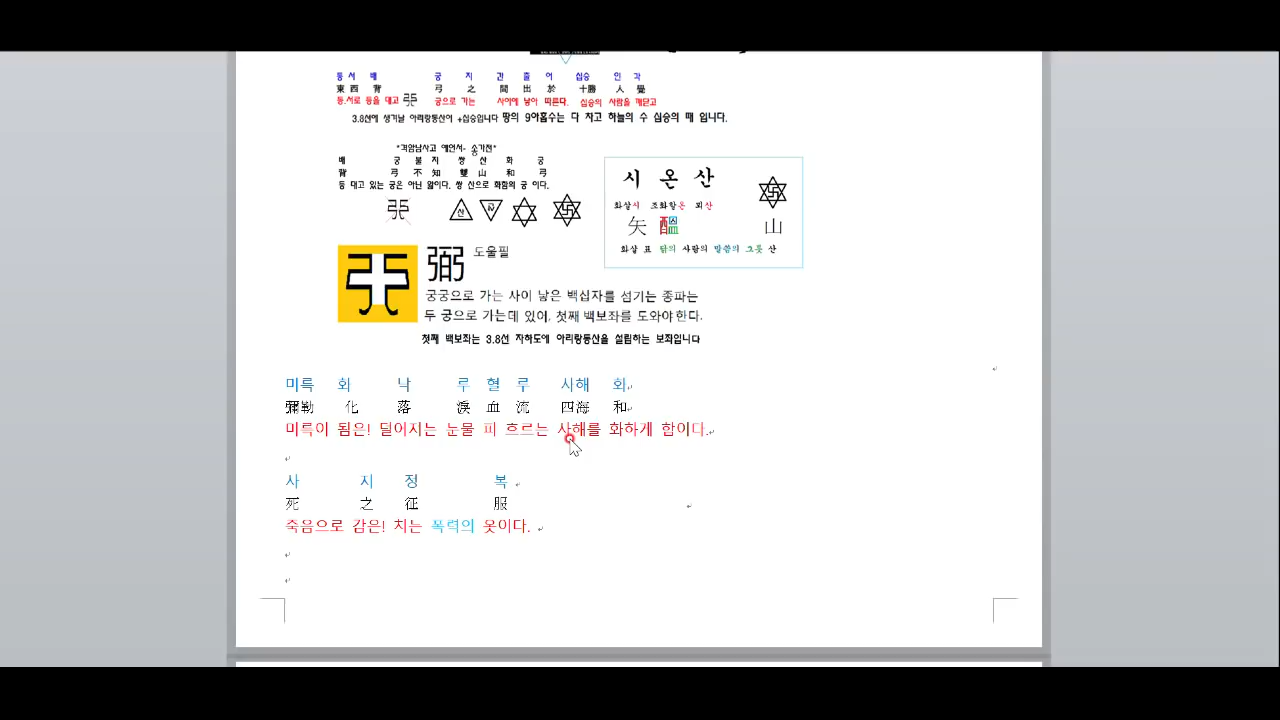 동 서 배 궁 지 간 출 어 십승 인 각
東 西 背 弓 之 間 出 於 十勝 人 覺
동.서로 등을 대고 궁으로 가는 사이에 낳이 따른다. 십승의 사람을 깨닫고
3.8선에 생기날 아리랑동산이 +십승입니다 땅의 9아홉수는 다 차고 하늘의 수 십승의 때 입니다.
*격암남사고 예언서- 송가전*
배 궁 불 지 쌍 산 화 궁
背 弓 不 知 雙 山 和 弓
등 대고 있는 궁은 아닌 앎이다. 쌍 산으로 화합의 궁 이다.
산
시 온 산
화살시 조화할온 뫼산
矢 醞 山
화살 표 닭의 사람의 말씀의 그릇 산
弼 도울필
궁궁으로 가는 사이 낳은 백십자를 섬기는 종파는
두 궁으로 가는데 있어, 첫째 백보좌를 도와야한다.
첫째 백보좌는 3.8선 자하도에 아리랑동산을 설립하는 보좌입니다
미륵 화 낙 루 혈 루 사해 화
彌勒 化 落 淚 血 流 四海 和
미륵이 됨은! 덜어지는 눈물 피 흐르는 사해를 화하게 함이다.
사 지 정 복
死 之 征 服
죽음으로 감은! 치는 폭력의 옷이다.